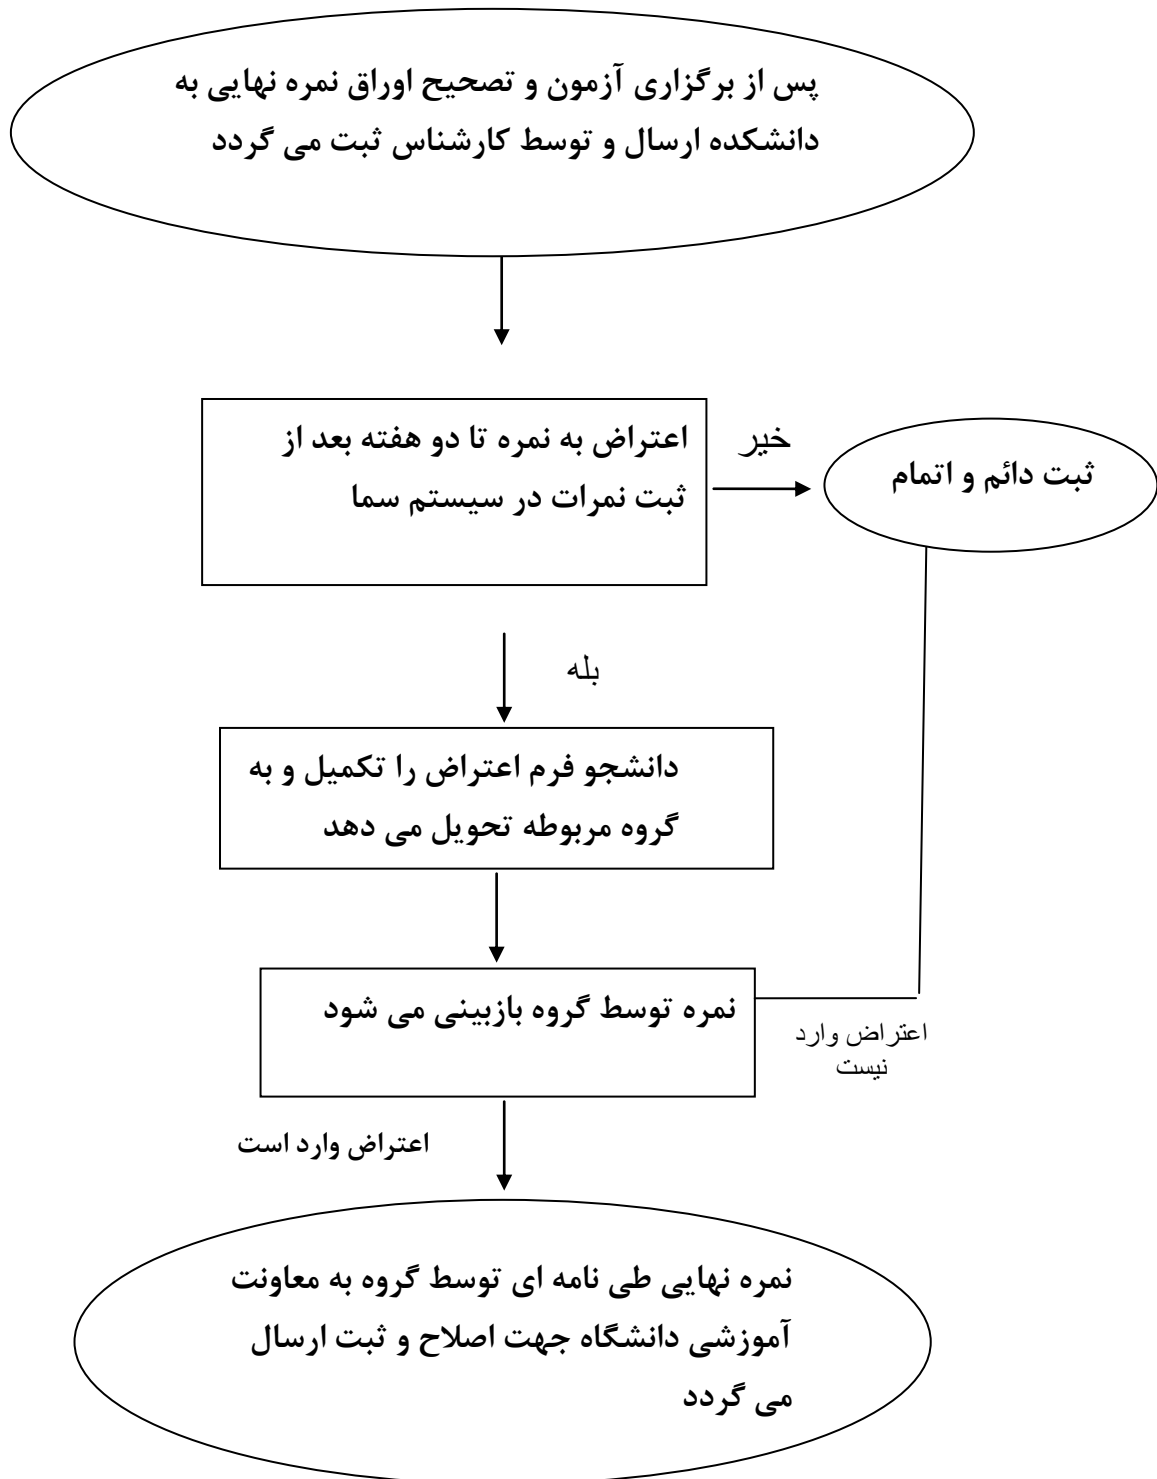 پس از برگزاری آزمون و تصحیح اوراق نمره نهایی به
دانشکده ارسال و توسط کارشناس ثبت می گردد
اعتراض به نمره تا دو هفته بعد از
ثبت نمرات در سیستم سما
خیر
ثبت دائم و اتمام
بله
دانشجو فرم اعتراض را تکمیل و به
گروه مربوطه تحویل می دهد
نمره توسط گروه بازبینی می شود
اعتراض وارد
نیست
اعتراض وارد است
نمره نهایی طی نامه ای توسط گروه به معاونت
آموزشی دانشگاه جهت اصلاح و ثبت ارسال
می گردد